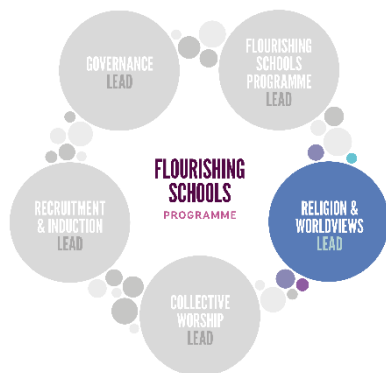 GOVERNANCE
LEAD
FLOURISHING
SCHOOLS
PROGRAMME
LEAD
FLOURISHING
SCHOOLS
PROGRAMME
RECRUITMENT
& INDUCTION
LEAD
RELIGION &
WORLDVIEWS
LEAD
COLLECTIVE
WORSHIP
LEAD